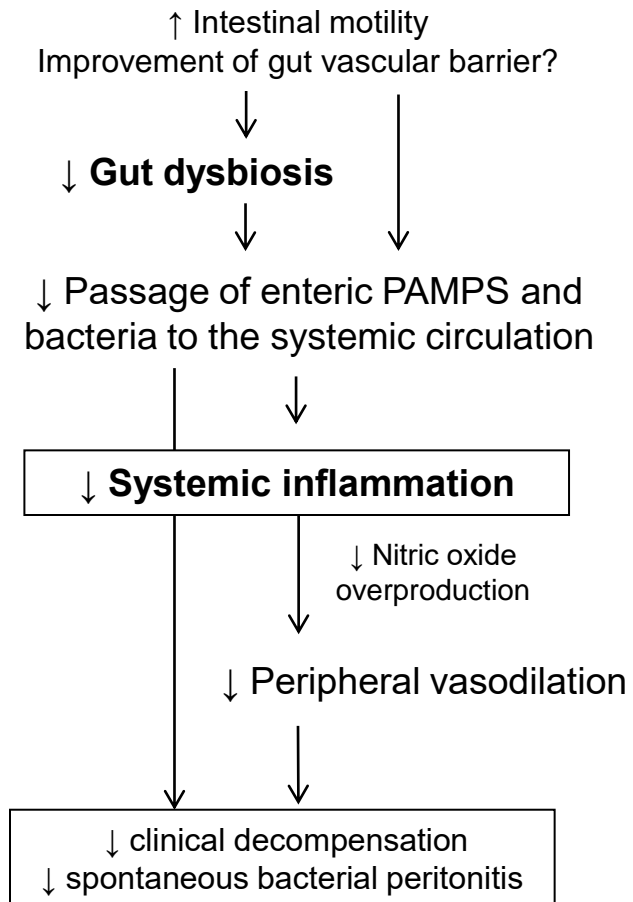 ↑ Intestinal motility
Improvement of gut vascular barrier?
↓ Gut dysbiosis
↓ Passage of enteric PAMPS and
bacteria to the systemic circulation
↓ Systemic inflammation
↓ Nitric oxide
overproduction
↓ Peripheral vasodilation
↓ clinical decompensation
↓ spontaneous bacterial peritonitis